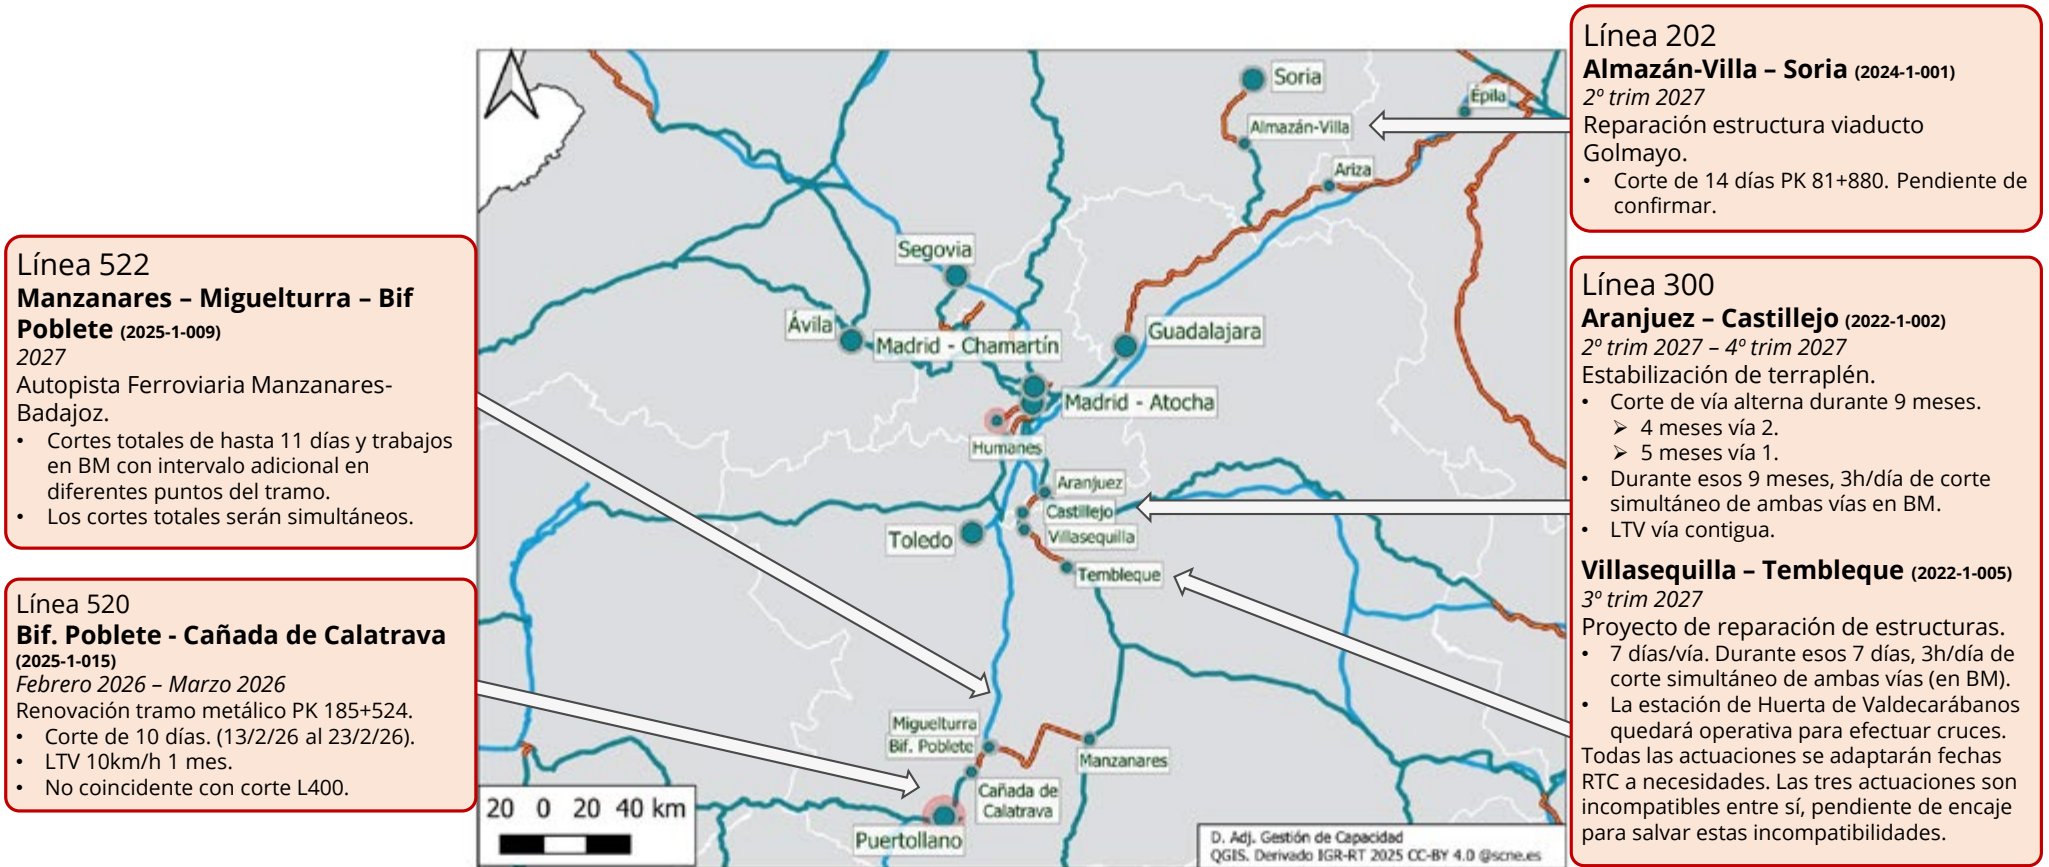 Línea 522
Manzanares – Miguelturra – Bif
Poblete (2025-1-009)
2027
Autopista Ferroviaria Manzanares-
Badajoz.
• Cortes totales de hasta 11 días y trabajos
en BM con intervalo adicional en
diferentes puntos del tramo.
• Los cortes totales serán simultáneos.
Línea 520
Bif. Poblete - Cañada de Calatrava
(2025-1-015)
Febrero 2026 – Marzo 2026
Renovación tramo metálico PK 185+524.
• Corte de 10 días. (13/2/26 al 23/2/26).
• LTV 10km/h 1 mes.
• No coincidente con corte L400.
Soria
Épila
Almazán-Villa
Ariza
Segovia
Ávila
Madrid - Chamartín
Guadalajara
Madrid - Atocha
Humanes
Aranjuez
Castillejo
Villasequilla
Toledo
Tembleque
Miguelturra
Bif. Poblete
Manzanares
Cañada de
Calatrava
Puertollano
20 0 20 40 km
D. Adj. Gestión de Capacidad
QGIS. Derivado IGR-RT 2025 CC-BY 4.0 @scne.es
Línea 202
Almazán-Villa – Soria (2024-1-001)
2º trim 2027
Reparación estructura viaducto
Golmayo.
• Corte de 14 días PK 81+880. Pendiente de
confirmar.
Línea 300
Aranjuez – Castillejo (2022-1-002)
2º trim 2027 – 4º trim 2027
Estabilización de terraplén.
• Corte de vía alterna durante 9 meses.
➢ 4 meses vía 2.
➢ 5 meses vía 1.
• Durante esos 9 meses, 3h/día de corte
simultáneo de ambas vías en BM.
• LTV vía contigua.
Villasequilla – Tembleque (2022-1-005)
3º trim 2027
Proyecto de reparación de estructuras.
• 7 días/vía. Durante esos 7 días, 3h/día de
corte simultáneo de ambas vías (en BM).
• La estación de Huerta de Valdecarábanos
quedará operativa para efectuar cruces.
Todas las actuaciones se adaptarán fechas
RTC a necesidades. Las tres actuaciones son
incompatibles entre sí, pendiente de encaje
para salvar estas incompatibilidades.